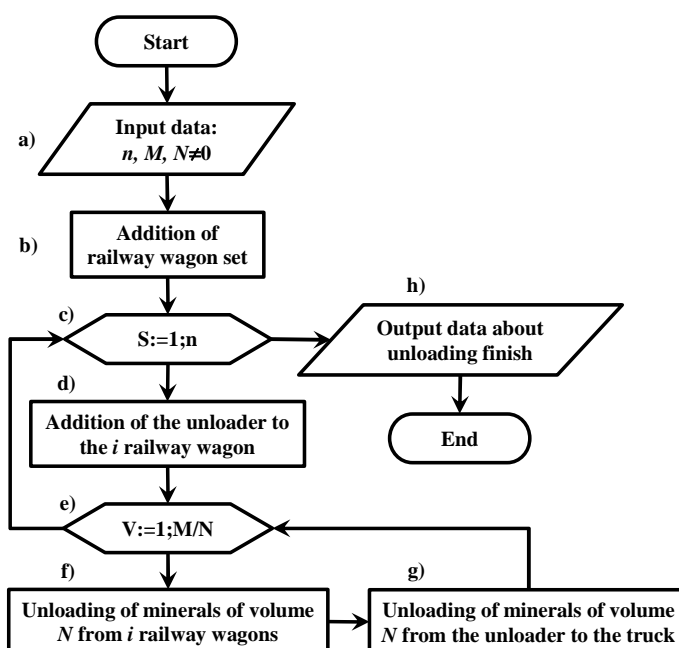 Start
a)
Input data:
n, M, N≠0
b)
Addition of
railway wagon set
c)
S:=1;n
h)
Output data about
unloading finish
d)
Addition of the unloader to
the i railway wagon
End
e)
V:=1;M/N
f)
Unloading of minerals of volume
N from i railway wagons
g)
Unloading of minerals of volume
N from the unloader to the truck